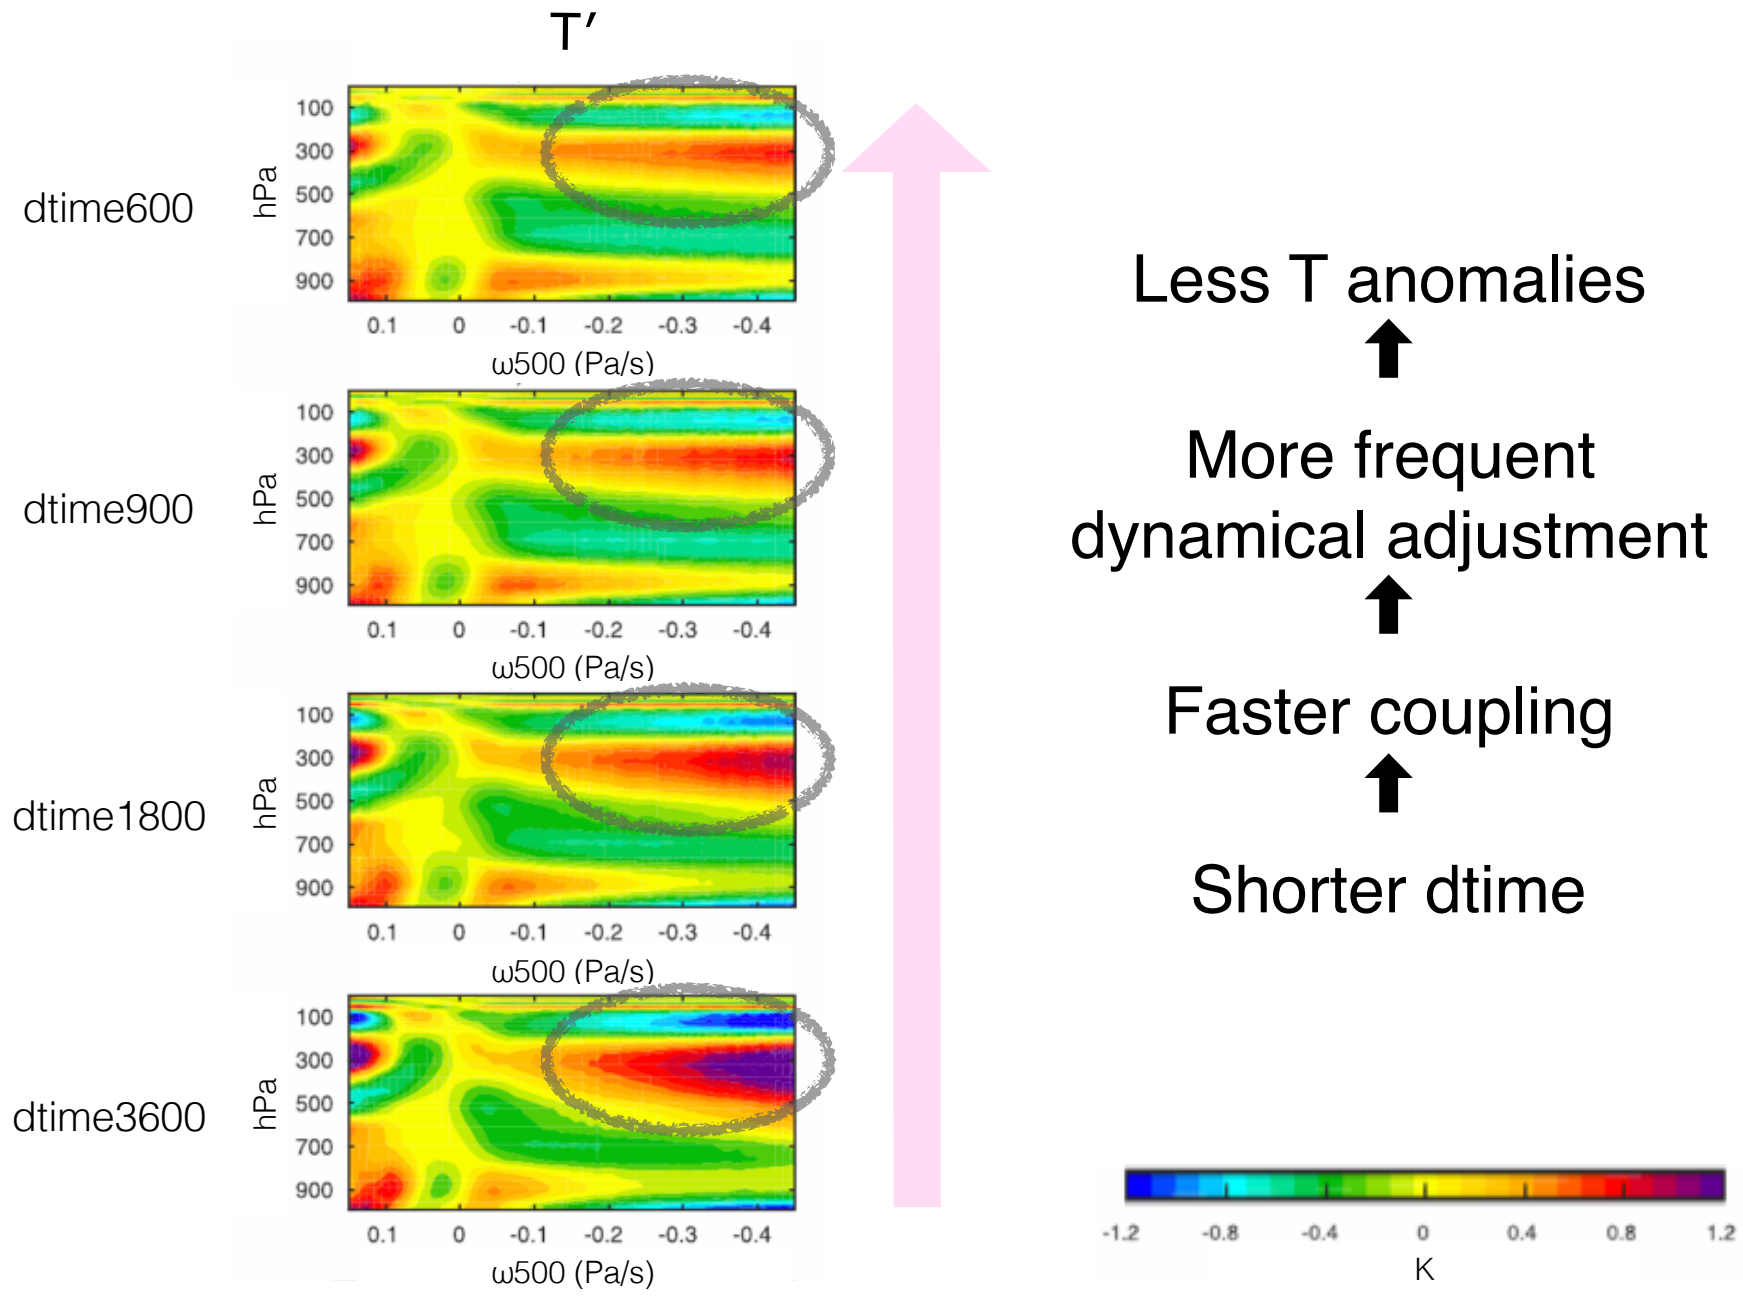 T′
dtime600
hPa
100
300
500
700
900
0.1 0 -0.1 -0.2 -0.3 -0.4
ω500 (Pa/s)
dtime900
hPa
100
300
500
700
900
0.1 0 -0.1 -0.2 -0.3 -0.4
ω500 (Pa/s)
dtime1800
hPa
100
300
500
700
900
0.1 0 -0.1 -0.2 -0.3 -0.4
ω500 (Pa/s)
dtime3600
hPa
100
300
500
700
900
0.1 0 -0.1 -0.2 -0.3 -0.4
ω500 (Pa/s)
Less T anomalies
More frequent
dynamical adjustment
Faster coupling
Shorter dtime
-1.2 -0.8 -0.4 0 0.4 0.8 1.2
K